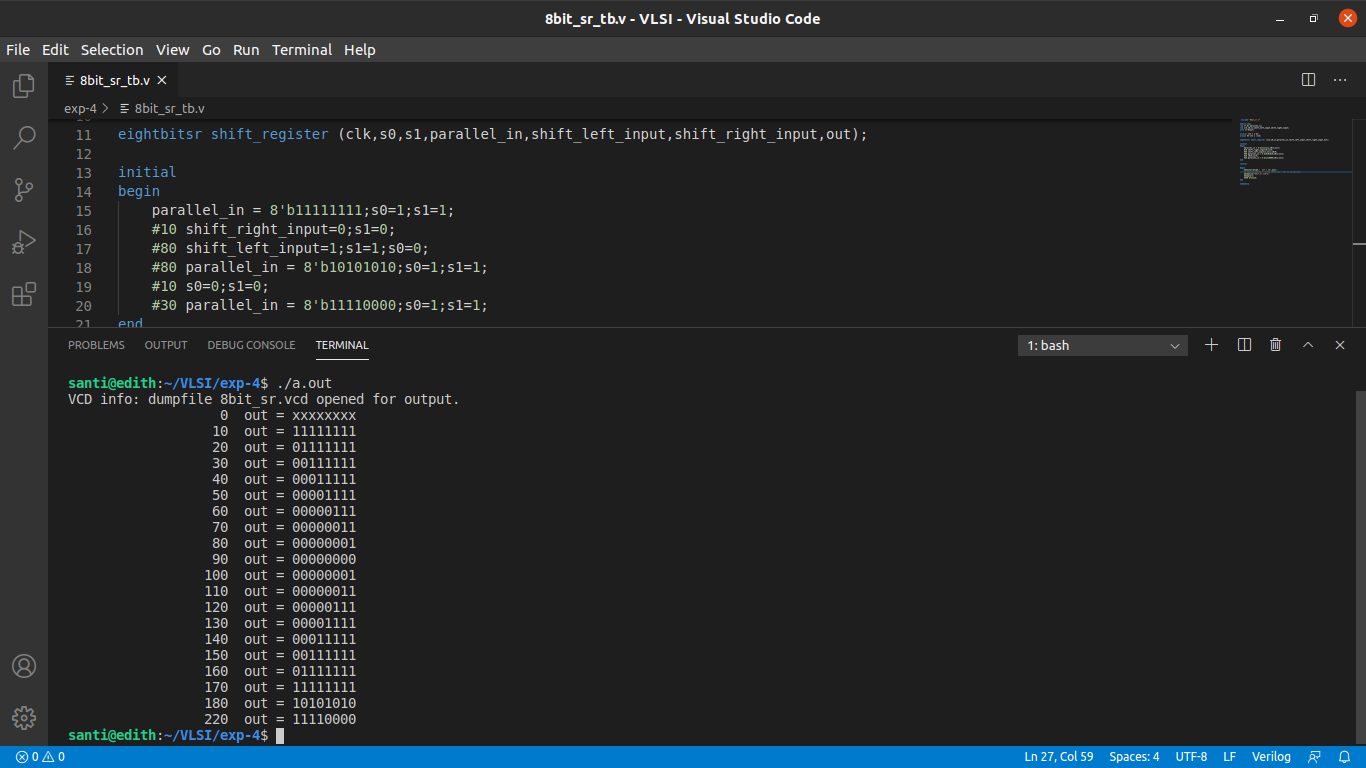 8bit_sr_tb.v - VLSI - Visual Studio Code
File Edit Selection View Go Run Terminal Help
8bit_sr_tb.v
exp-4 > 8bit_sr_tb.v
11 eightbitsr shift_register (clk,s0,s1,parallel_in,shift_left_input,shift_right_input,out);
12
13 initial
14 begin
15 parallel_in = 8'b11111111;s0=1;s1=1;
16 #10 shift_right_input=0;s1=0;
17 #80 shift_left_input=1;s1=1;s0=0;
18 #80 parallel_in = 8'b10101010;s0=1;s1=1;
19 #10 s0=0;s1=0;
20 #30 parallel_in = 8'b11110000;s0=1;s1=1;
21 end
PROBLEMS OUTPUT DEBUG CONSOLE TERMINAL 1: bash
santi@edith:~/VLSI/exp-4$ ./a.out
VCD info: dumpfile 8bit_sr.vcd opened for output.
0 out = xxxxxxxx
10 out = 11111111
20 out = 01111111
30 out = 00111111
40 out = 00011111
50 out = 00001111
60 out = 00000111
70 out = 00000011
80 out = 00000001
90 out = 00000000
100 out = 00000001
110 out = 00000011
120 out = 00000111
130 out = 00001111
140 out = 00011111
150 out = 00111111
160 out = 01111111
170 out = 11111111
180 out = 10101010
220 out = 11110000
santi@edith:~/VLSI/exp-4$
0 0 Ln 27, Col 59 Spaces: 4 UTF-8 LF Verilog